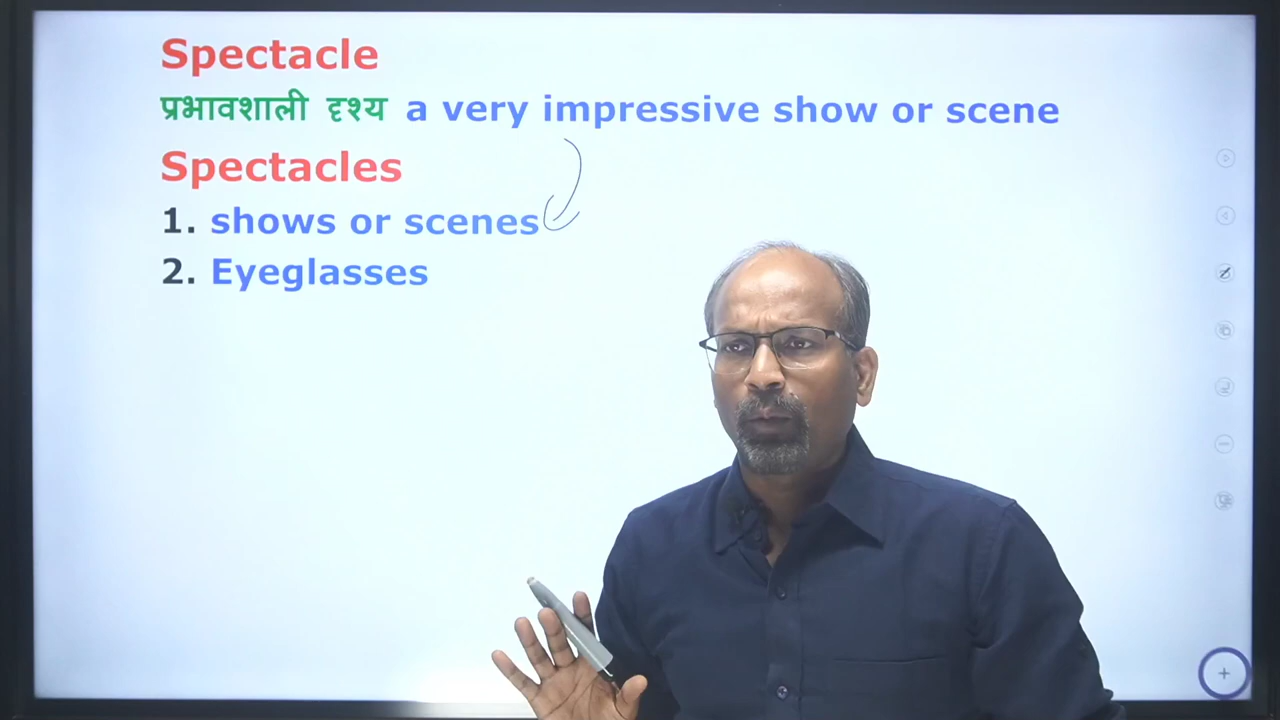 Spectacle
प्रभावशाली दृश्य a very impressive show or scene
Spectacles
1. shows or scenes
2. Eyeglasses